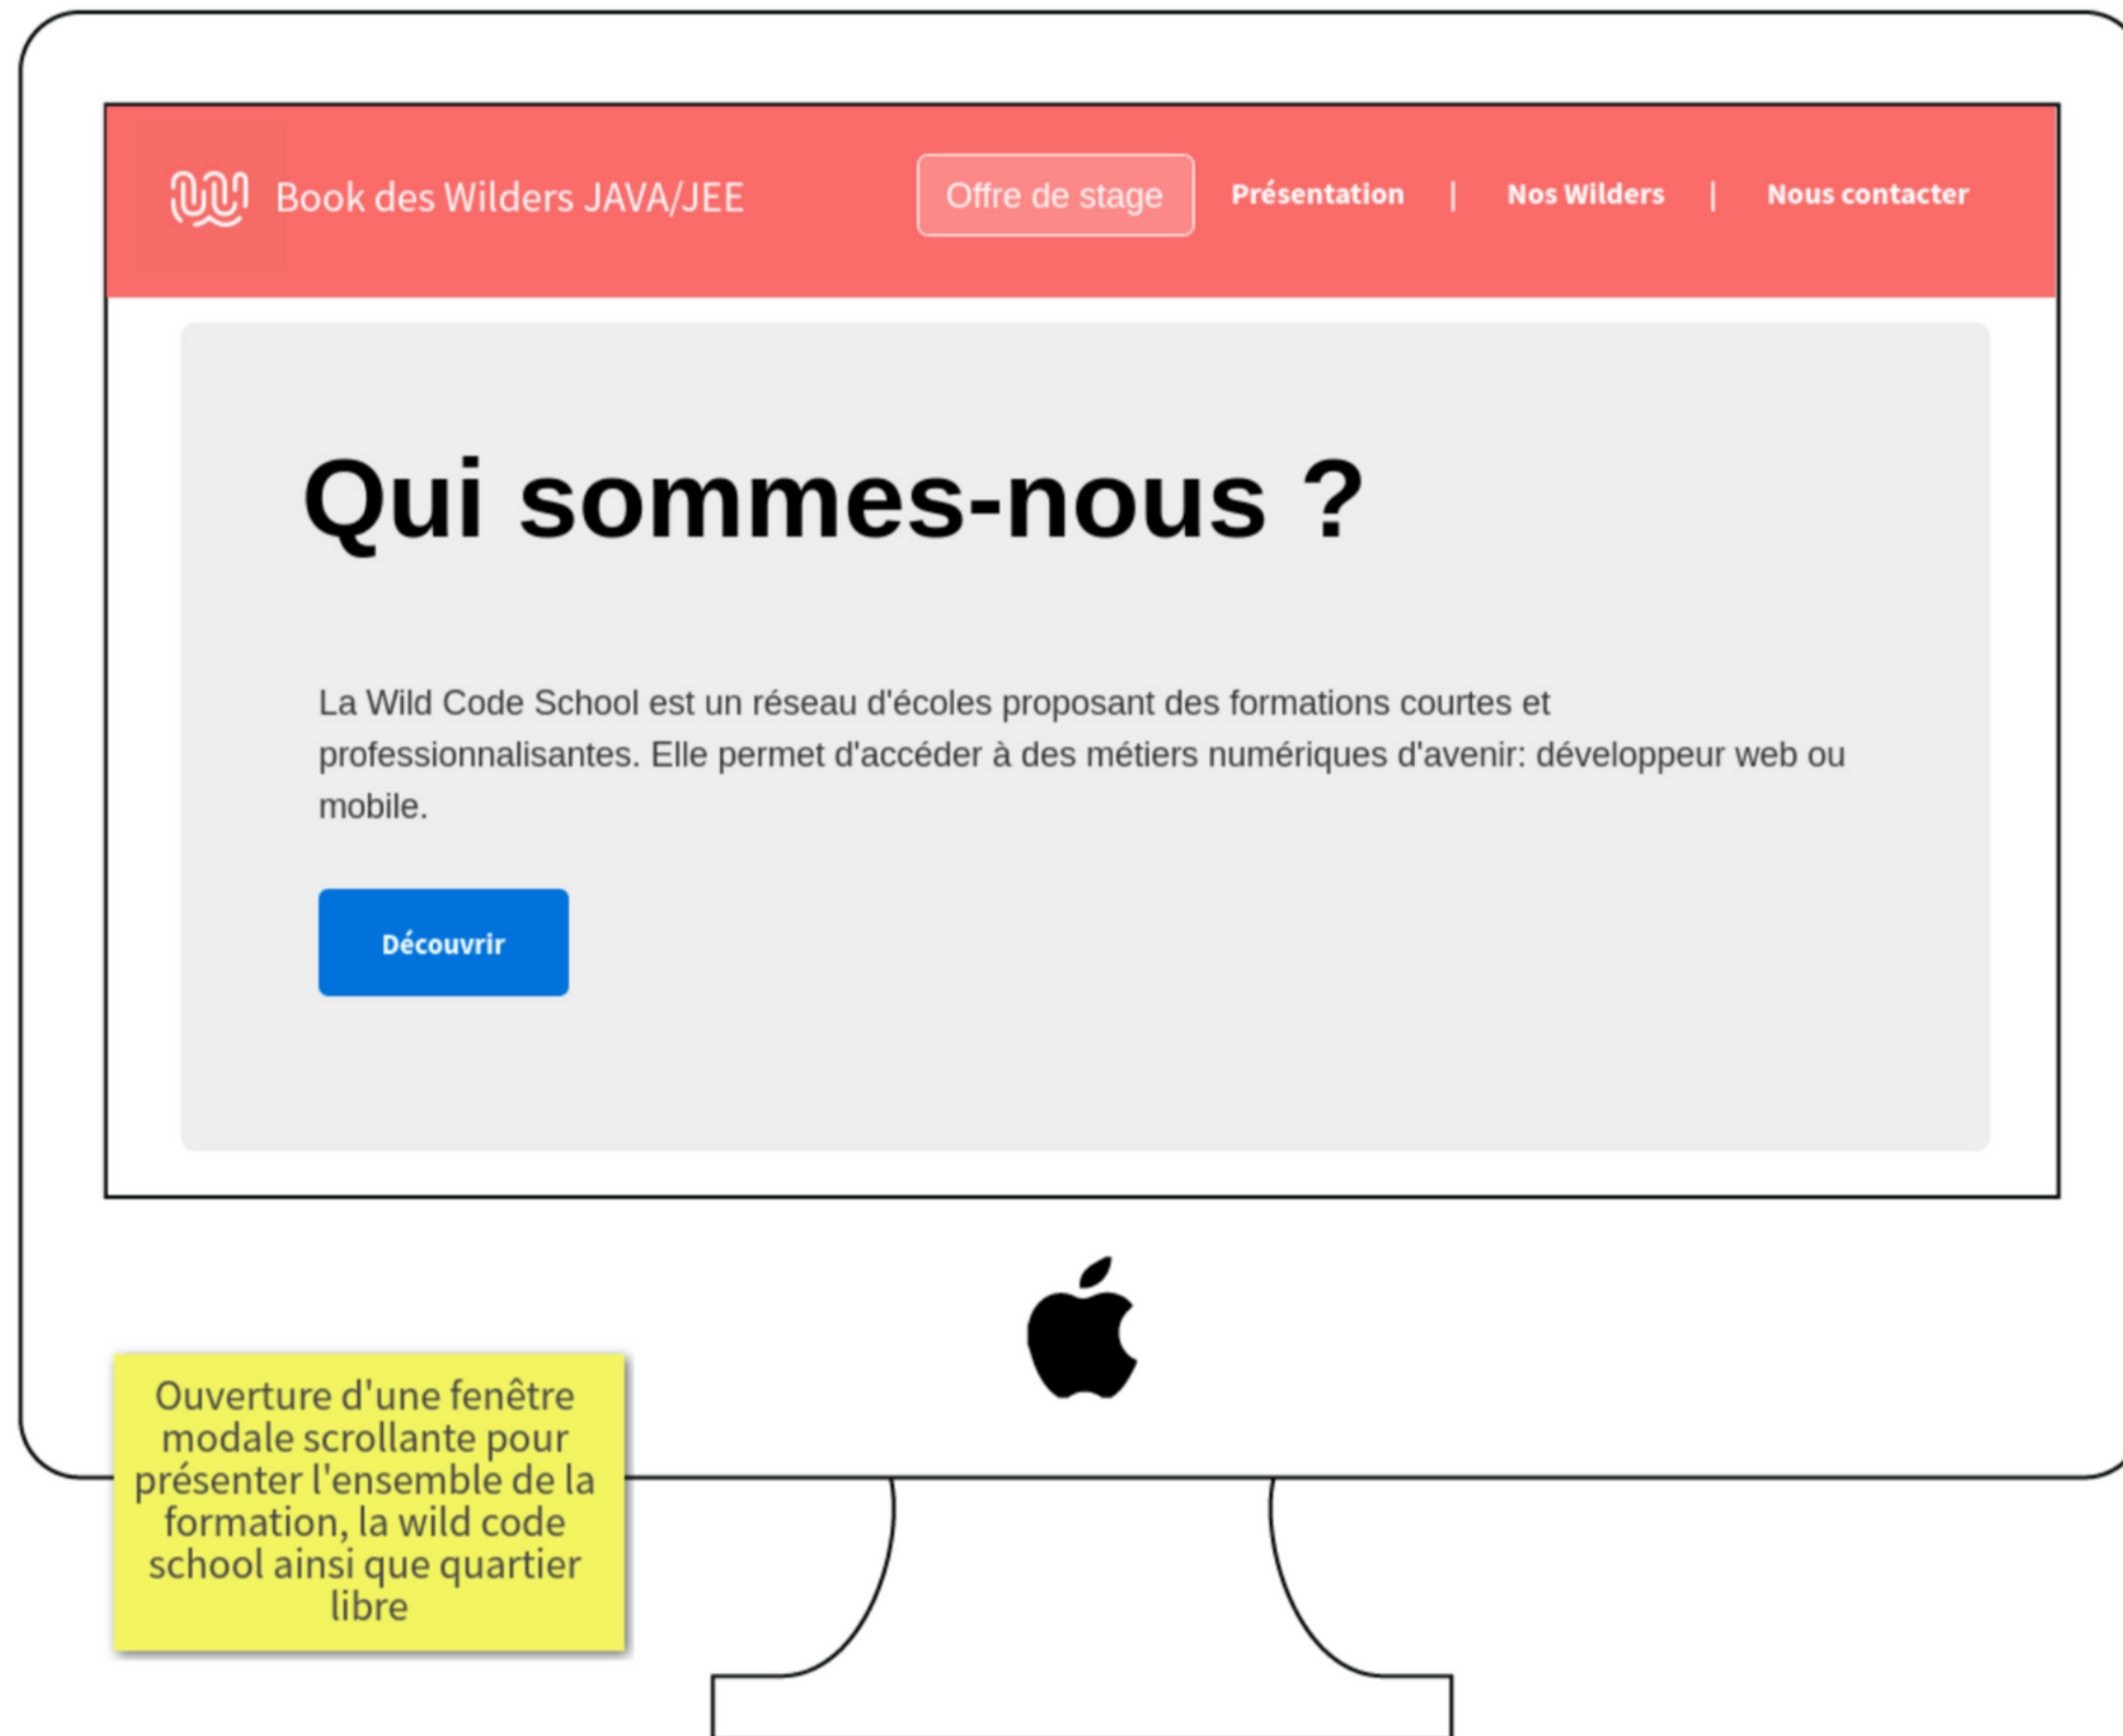 Book des Wilders JAVA/JEE
Offre de stage
Présentation | Nos Wilders | Nous contacter
Qui sommes-nous ?
La Wild Code School est un réseau d'écoles proposant des formations courtes et
professionnalisantes. Elle permet d'accéder à des métiers numériques d'avenir: développeur web ou
mobile.
Découvrir
Ouverture d'une fenêtre
modale scrollante pour
présenter l'ensemble de la
formation, la wild code
school ainsi que quartier
libre